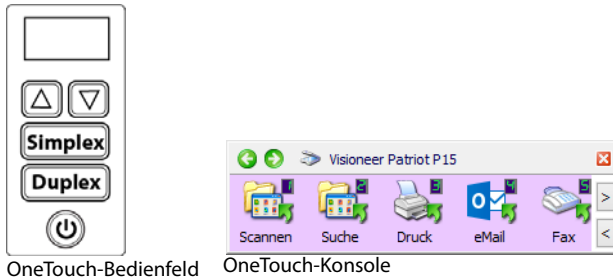 Simplex
Duplex
OneTouch-Bedienfeld
Visioneer Patriot P15
1 2 3 4 5
Scannen Suche Druck eMail Fax
OneTouch-Konsole